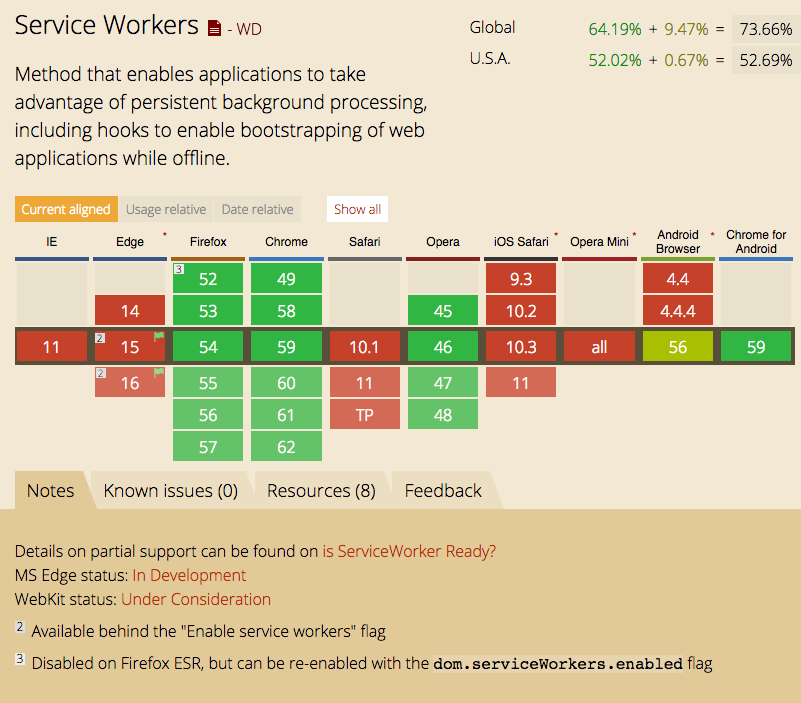 Service Workers - WD
Global 64.19% + 9.47% = 73.66%
U.S.A. 52.02% + 0.67% = 52.69%
Method that enables applications to take
advantage of persistent background processing,
including hooks to enable bootstrapping of web
applications while offline.
Current aligned Usage relative Date relative Show all
IE Edge * Firefox Chrome Safari Opera iOS Safari * Opera Mini * Android Browser * Chrome for Android
3 52 49 9.3 4.4
14 53 58 45 10.2 4.4.4
11 2 15 54 59 10.1 46 10.3 all 56 59
2 16 55 60 11 47 11
56 61 TP 48
57 62
Notes Known issues (0) Resources (8) Feedback
Details on partial support can be found on is ServiceWorker Ready?
MS Edge status: In Development
WebKit status: Under Consideration
2 Available behind the "Enable service workers" flag
3 Disabled on Firefox ESR, but can be re-enabled with the dom.serviceWorkers.enabled flag